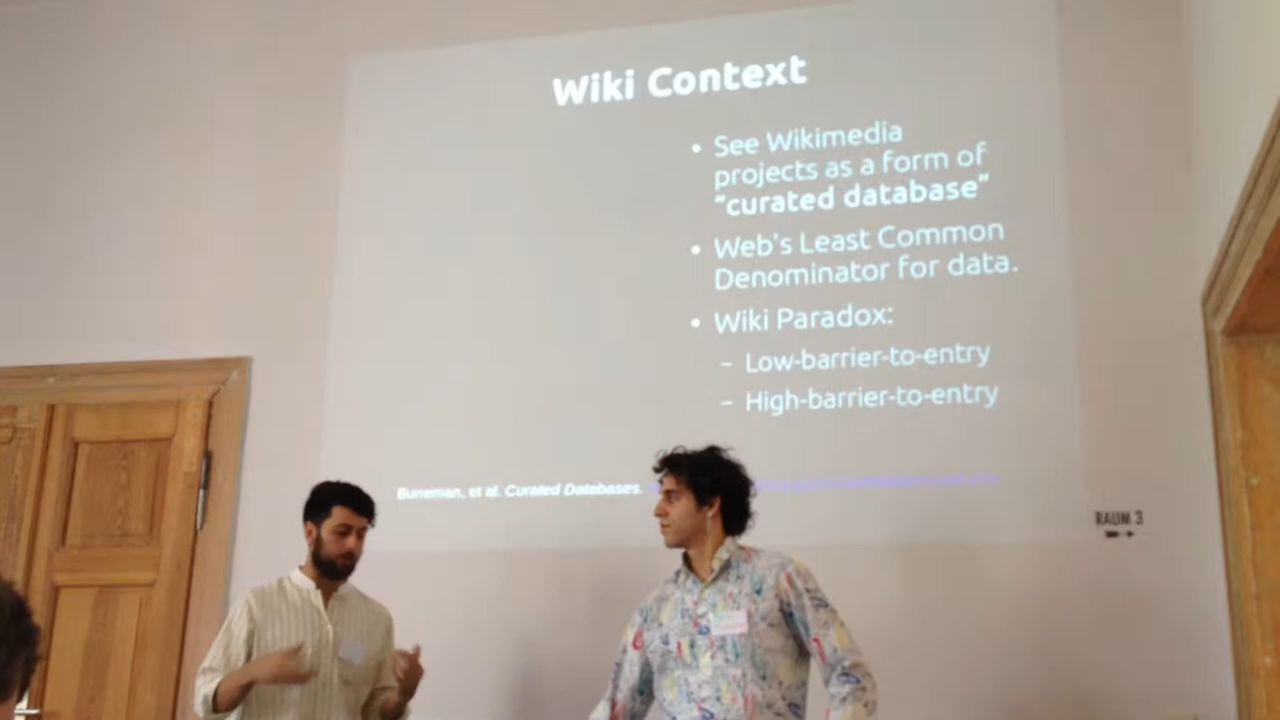 Wiki Context
• See Wikimedia
projects as a form of
“curated database”
• Web's Least Common
Denominator for data.
• Wiki Paradox:
– Low-barrier-to-entry
– High-barrier-to-entry
Buneman, et al. Curated Databases.
RAUM 3